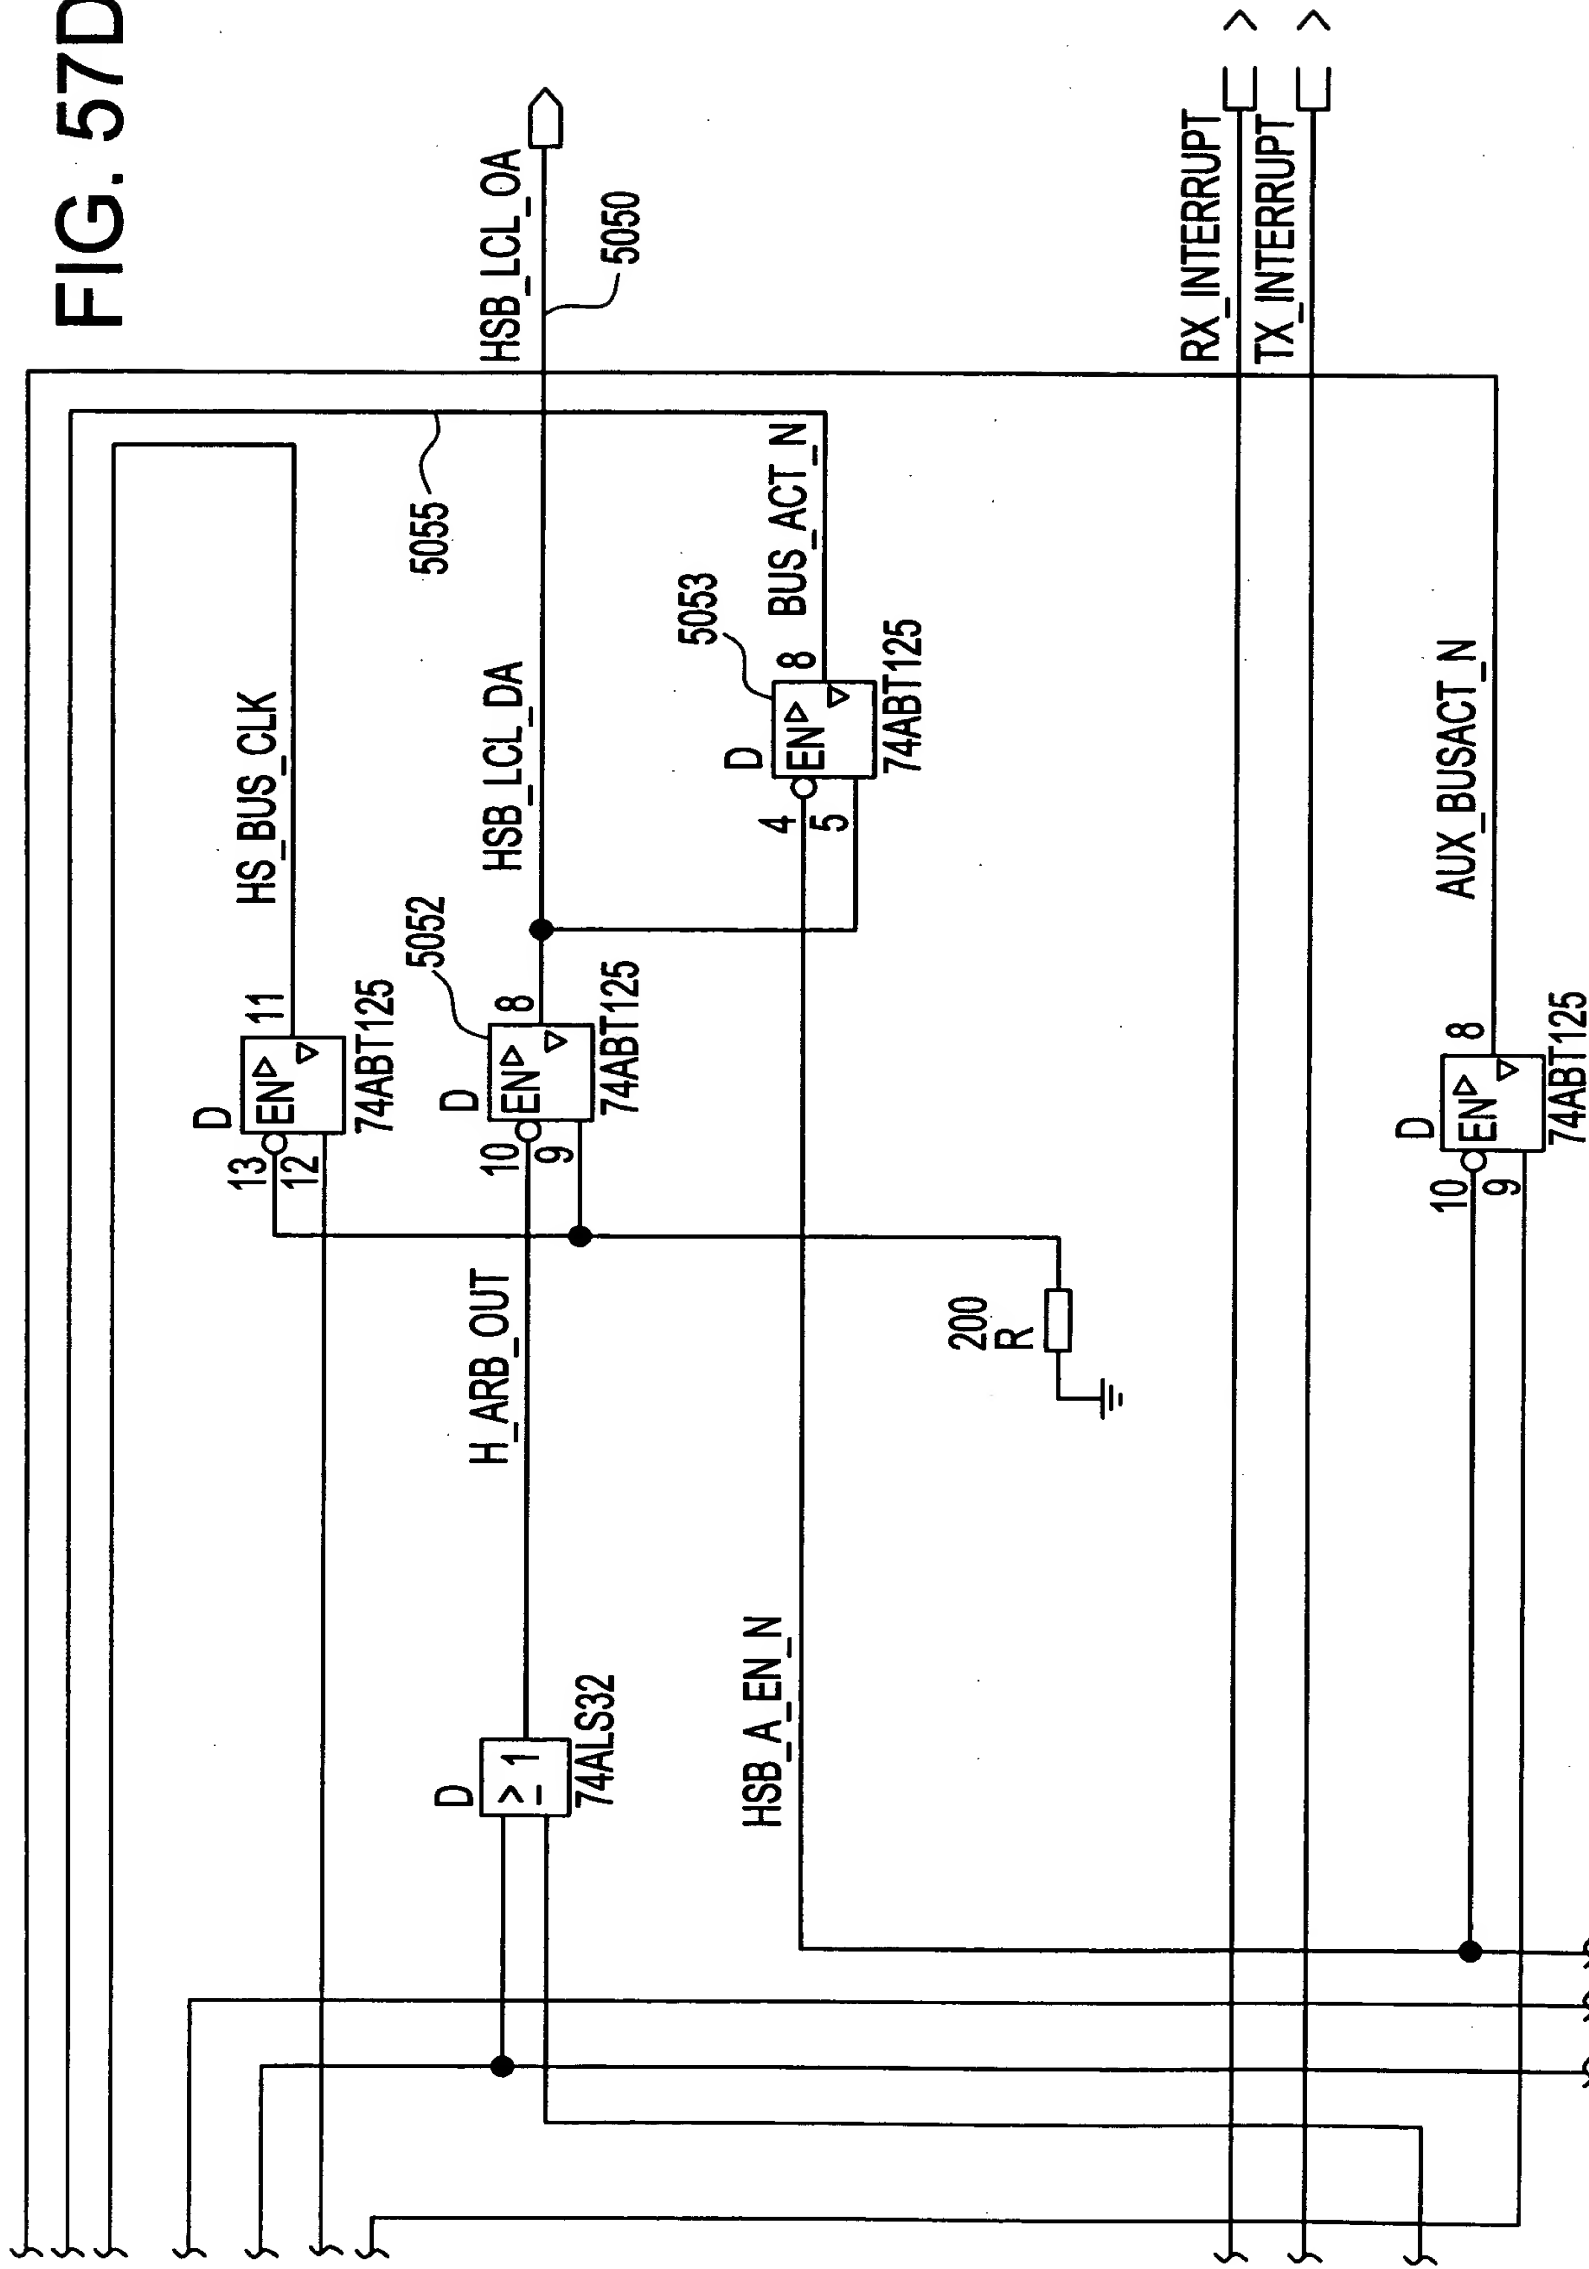 FIG. 57D
HS_BUS_CLK
D
EN
13
12
11
74ABT125
HSB_LCL_OA
5050
5055
HSB_LCL_DA
5052
D
EN
10
9
8
74ABT125
H_ARB_OUT
D
≥1
74ALS32
5053
BUS_ACT_N
D
EN
4
5
8
74ABT125
HSB_A_EN_N
200
R
RX_INTERRUPT
TX_INTERRUPT
AUX_BUSACT_N
D
EN
10
9
8
74ABT125